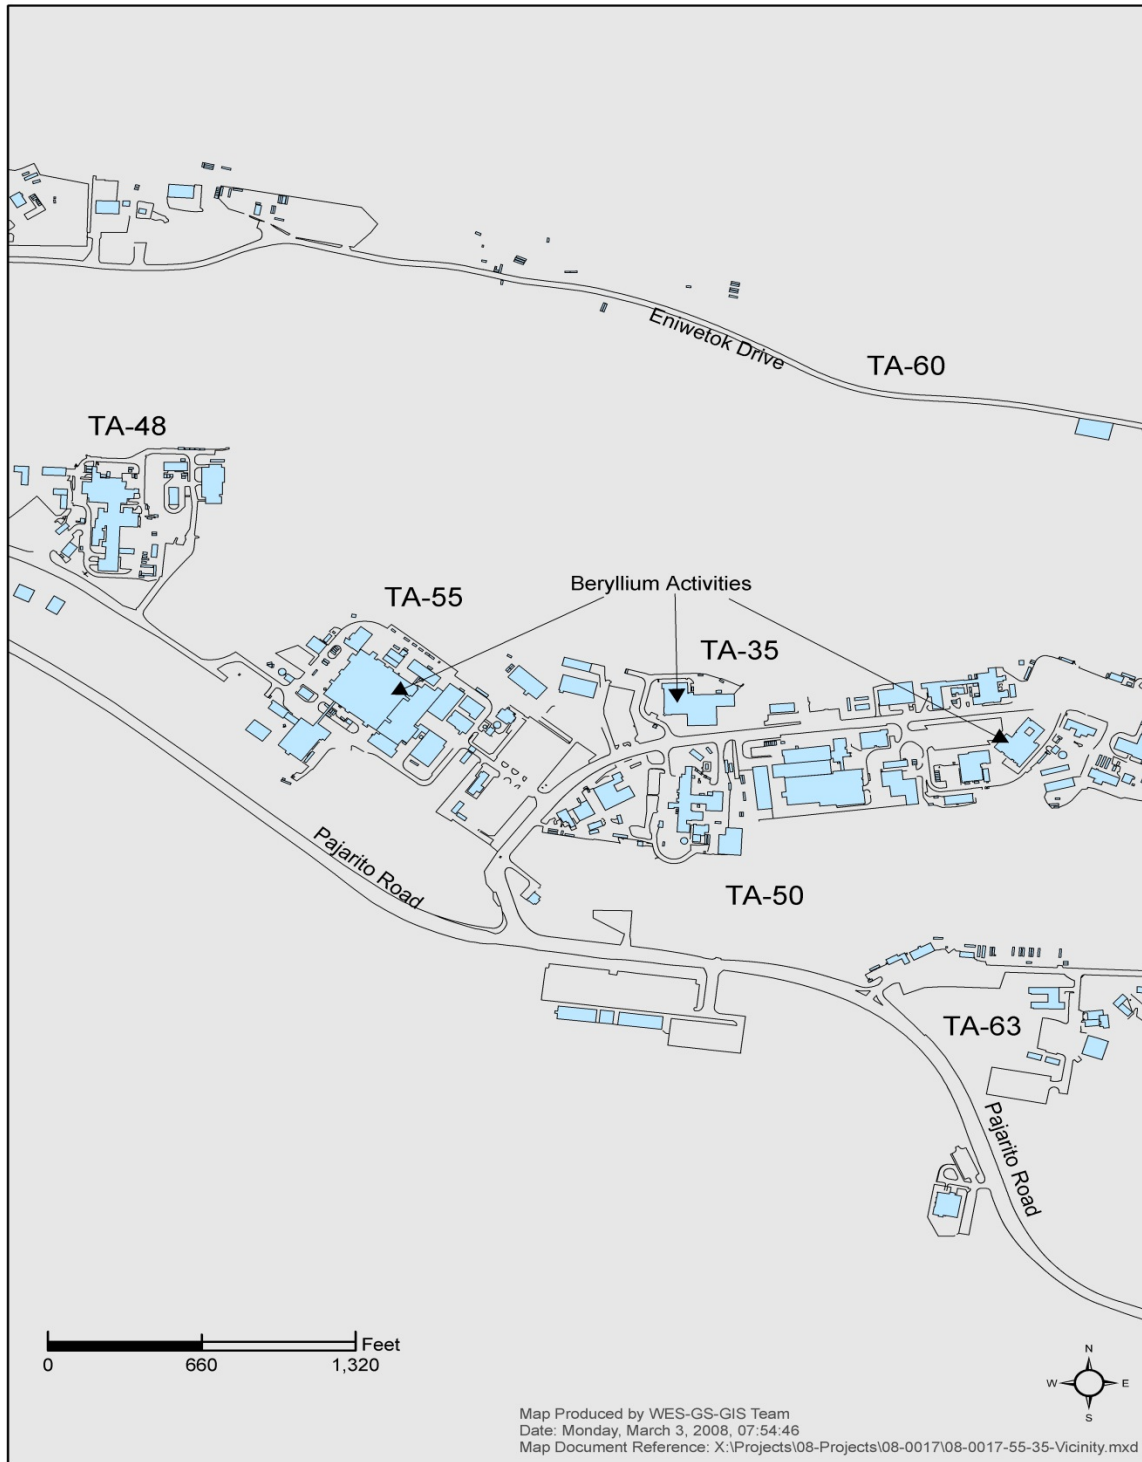 Eniwetok Drive
TA-60
TA-48
Beryllium Activities
TA-55
TA-35
Pajarito Road
TA-50
TA-63
Pajarito Road
Feet
0 660 1,320
N
W E
S
Map Produced by WES-GS-GIS Team
Date: Monday, March 3, 2008, 07:54:46
Map Document Reference: X:\Projects\08-Projects\08-0017\08-0017-55-35-Vicinity.mxd